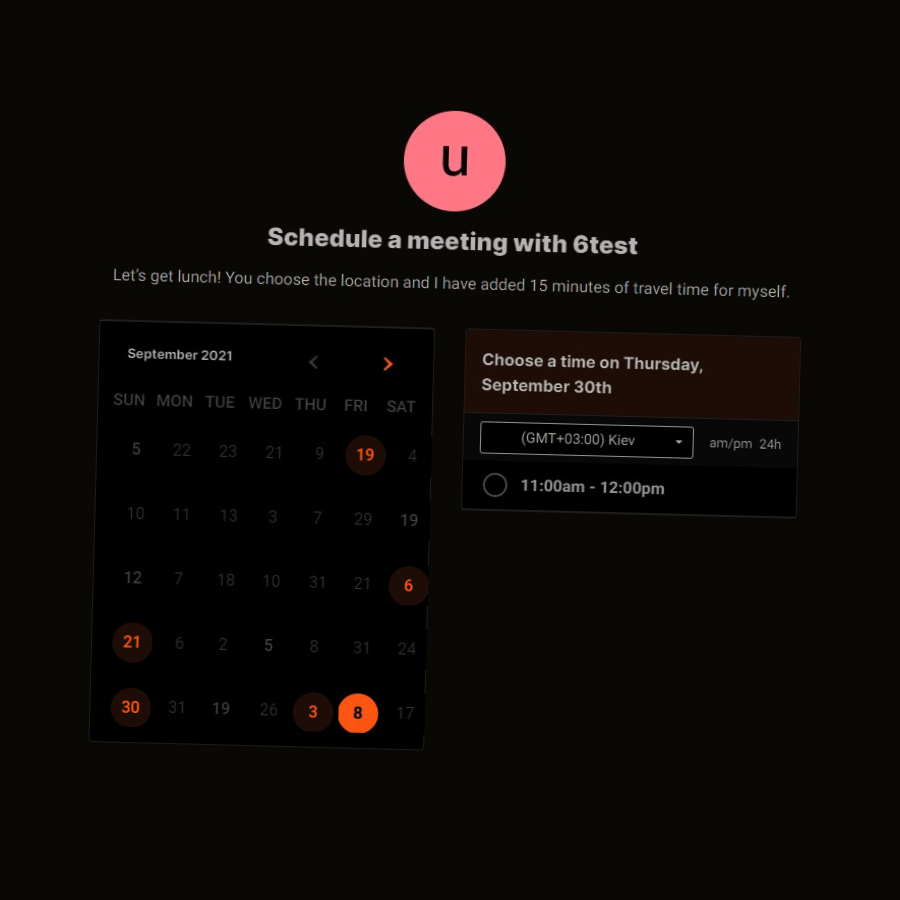 u
Schedule a meeting with 6test
Let's get lunch! You choose the location and I have added 15 minutes of travel time for myself.
September 2021
SUN MON TUE WED THU FRI SAT
5 22 23 21 9 19 4
10 11 13 3 7 29 19
12 7 18 10 31 21 6
21 6 2 5 8 31 24
30 31 19 26 3 8 17
Choose a time on Thursday,
September 30th
(GMT+03:00) Kiev am/pm 24h
11:00am - 12:00pm